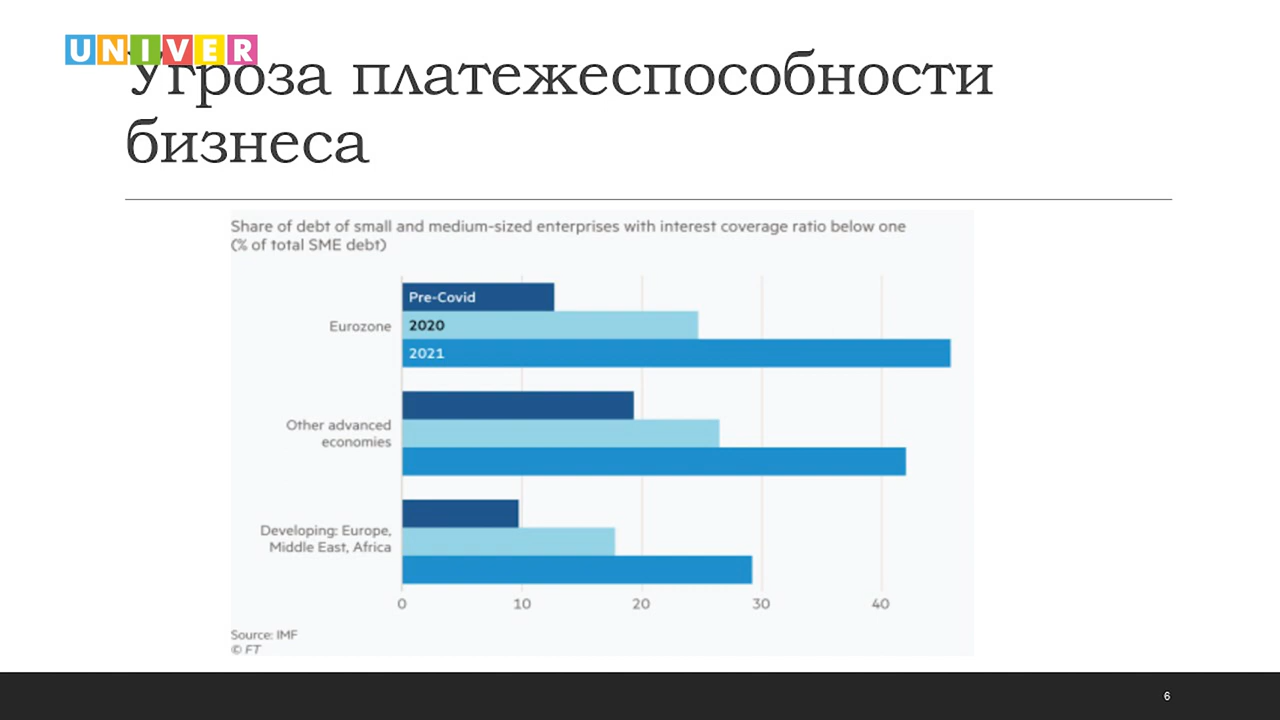 UNIVER
Угроза платежеспособности
бизнеса
Share of debt of small and medium-sized enterprises with interest coverage ratio below one
(% of total SME debt)
Pre-Covid
Eurozone
2020
2021
Other advanced
economies
Developing: Europe,
Middle East, Africa
0 10 20 30 40
Source: IMF
© FT
6